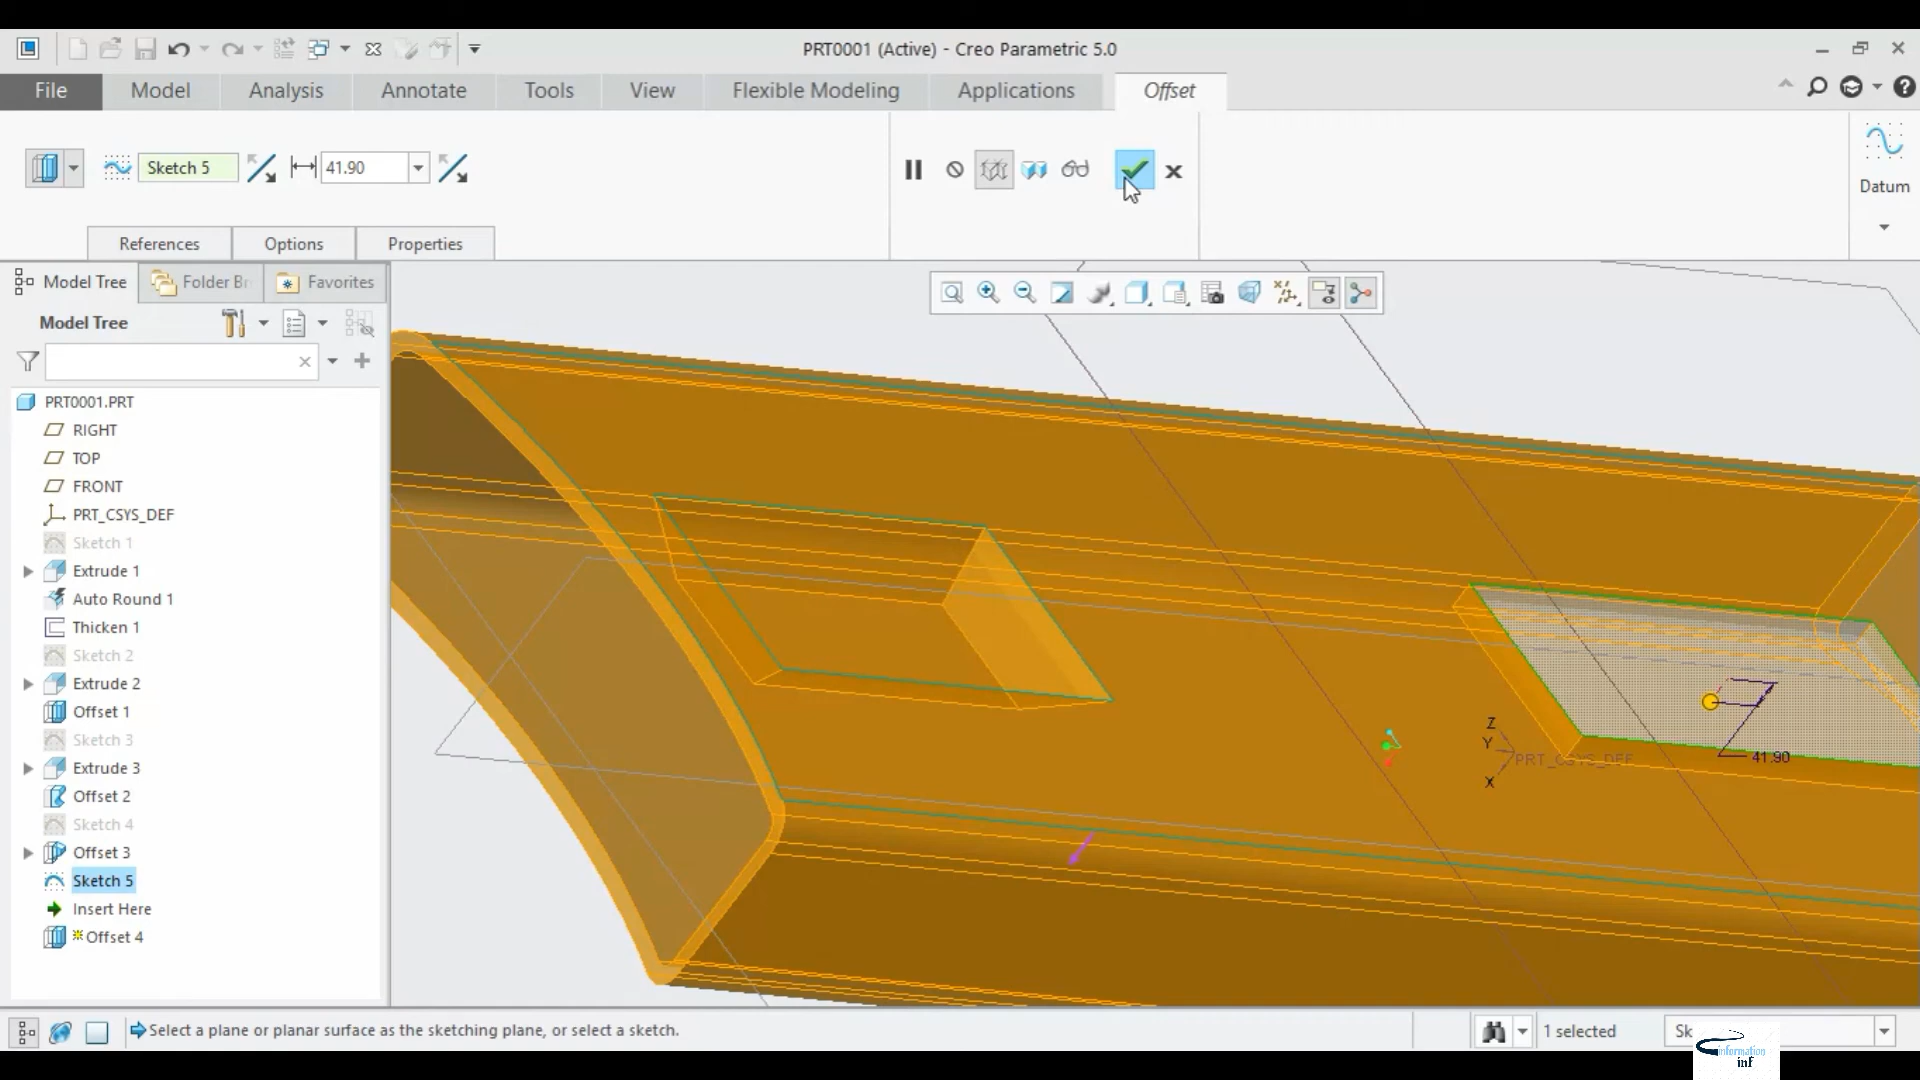 PRT0001 (Active) - Creo Parametric 5.0
File
Model
Analysis
Annotate
Tools
View
Flexible Modeling
Applications
Offset
Sketch 5
41.90
Datum
References
Options
Properties
Model Tree
Folder Br
Favorites
Model Tree
PRT0001.PRT
RIGHT
TOP
FRONT
PRT_CSYS_DEF
Sketch 1
Extrude 1
Auto Round 1
Thicken 1
Sketch 2
Extrude 2
Offset 1
Sketch 3
Extrude 3
Offset 2
Sketch 4
Offset 3
Sketch 5
Insert Here
Offset 4
Z
Y
X
PRT_CSYS_DEF
41.90
Select a plane or planar surface as the sketching plane, or select a sketch.
1 selected
Sk
information
inf